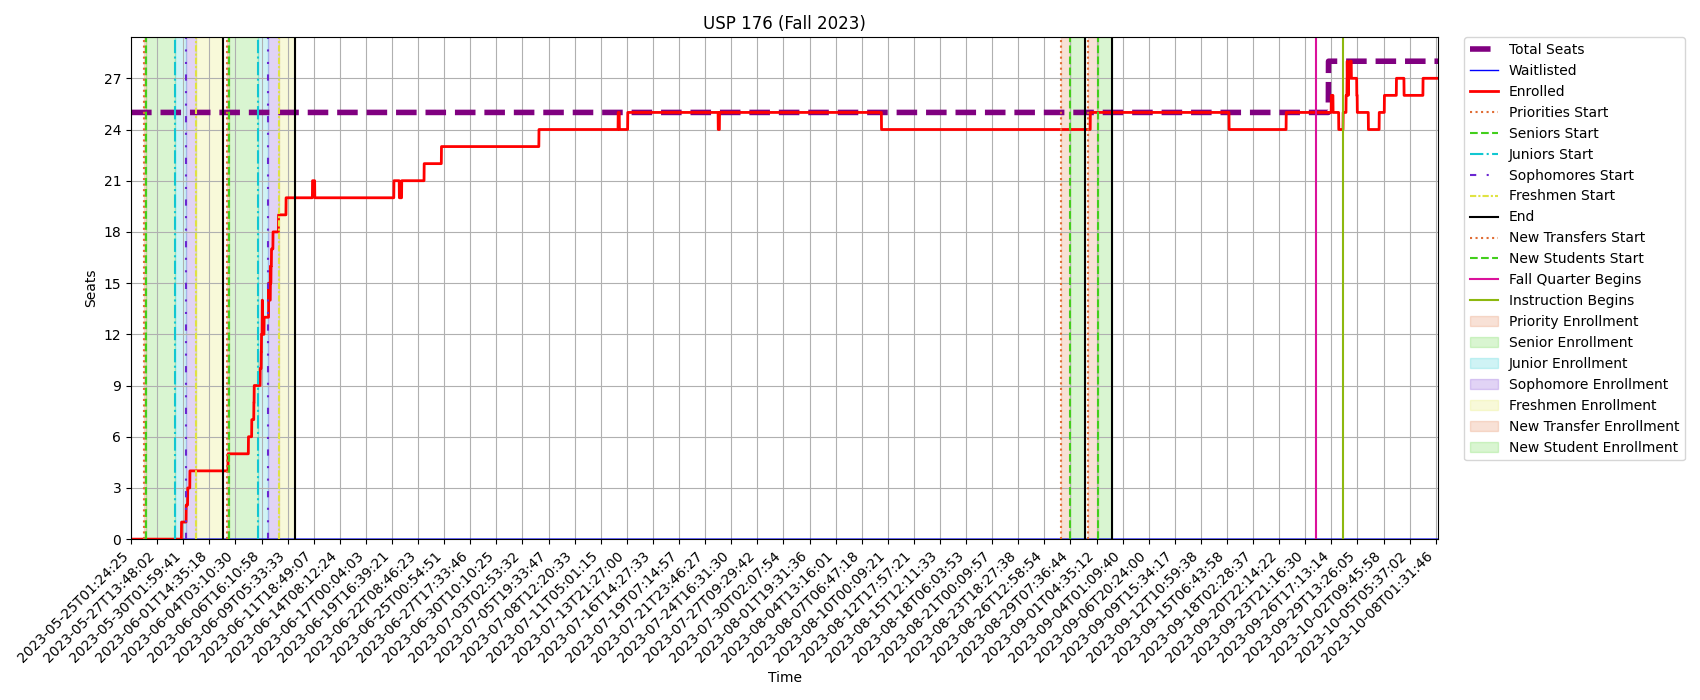 USP 176 (Fall 2023)
Seats
27
24
21
18
15
12
9
6
3
0
2023-05-25T01:24:25
2023-05-27T13:48:02
2023-05-30T01:59:41
2023-06-01T14:35:18
2023-06-04T03:10:30
2023-06-06T16:10:58
2023-06-09T05:33:33
2023-06-11T18:49:07
2023-06-14T08:12:24
2023-06-17T00:04:03
2023-06-19T16:39:21
2023-06-22T08:46:23
2023-06-25T00:54:51
2023-06-27T17:33:46
2023-06-30T10:10:25
2023-07-03T02:53:32
2023-07-05T19:33:47
2023-07-08T12:20:33
2023-07-11T05:01:15
2023-07-13T21:27:00
2023-07-16T14:27:33
2023-07-19T07:14:57
2023-07-21T23:46:27
2023-07-24T16:31:30
2023-07-27T09:29:42
2023-07-30T02:07:54
2023-08-01T19:31:36
2023-08-04T13:16:01
2023-08-07T06:47:18
2023-08-10T00:09:21
2023-08-12T17:57:21
2023-08-15T12:11:33
2023-08-18T06:03:53
2023-08-21T00:09:57
2023-08-23T18:27:38
2023-08-26T12:58:54
2023-08-29T07:36:44
2023-09-01T04:35:12
2023-09-04T01:09:40
2023-09-06T20:24:00
2023-09-09T15:34:17
2023-09-12T10:59:38
2023-09-15T06:43:58
2023-09-18T02:28:37
2023-09-20T22:14:22
2023-09-23T21:16:30
2023-09-26T17:13:14
2023-09-29T13:26:05
2023-10-02T09:45:58
2023-10-05T05:37:02
2023-10-08T01:31:46
Time
Total Seats
Waitlisted
Enrolled
Priorities Start
Seniors Start
Juniors Start
Sophomores Start
Freshmen Start
End
New Transfers Start
New Students Start
Fall Quarter Begins
Instruction Begins
Priority Enrollment
Senior Enrollment
Junior Enrollment
Sophomore Enrollment
Freshmen Enrollment
New Transfer Enrollment
New Student Enrollment